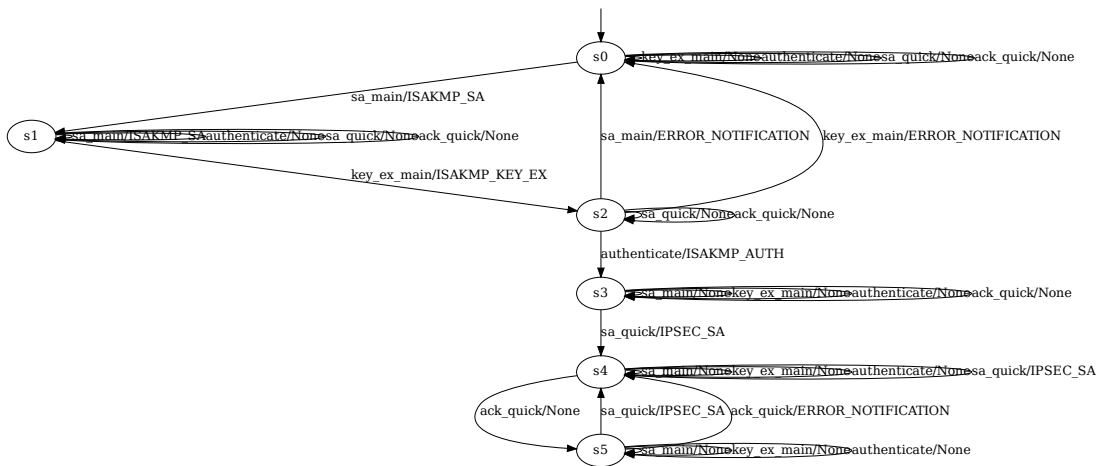 s0
key_ex_main/None
authenticate/None
sa_quick/None
ack_quick/None
sa_main/ISAKMP_SA
s1
sa_main/ISAKMP_SA
authenticate/None
sa_quick/None
ack_quick/None
sa_main/ERROR_NOTIFICATION
key_ex_main/ERROR_NOTIFICATION
key_ex_main/ISAKMP_KEY_EX
s2
sa_quick/None
ack_quick/None
authenticate/ISAKMP_AUTH
s3
sa_main/None
key_ex_main/None
authenticate/None
ack_quick/None
sa_quick/IPSEC_SA
s4
sa_main/None
key_ex_main/None
authenticate/None
sa_quick/IPSEC_SA
ack_quick/None
sa_quick/IPSEC_SA
ack_quick/ERROR_NOTIFICATION
s5
sa_main/None
key_ex_main/None
authenticate/None